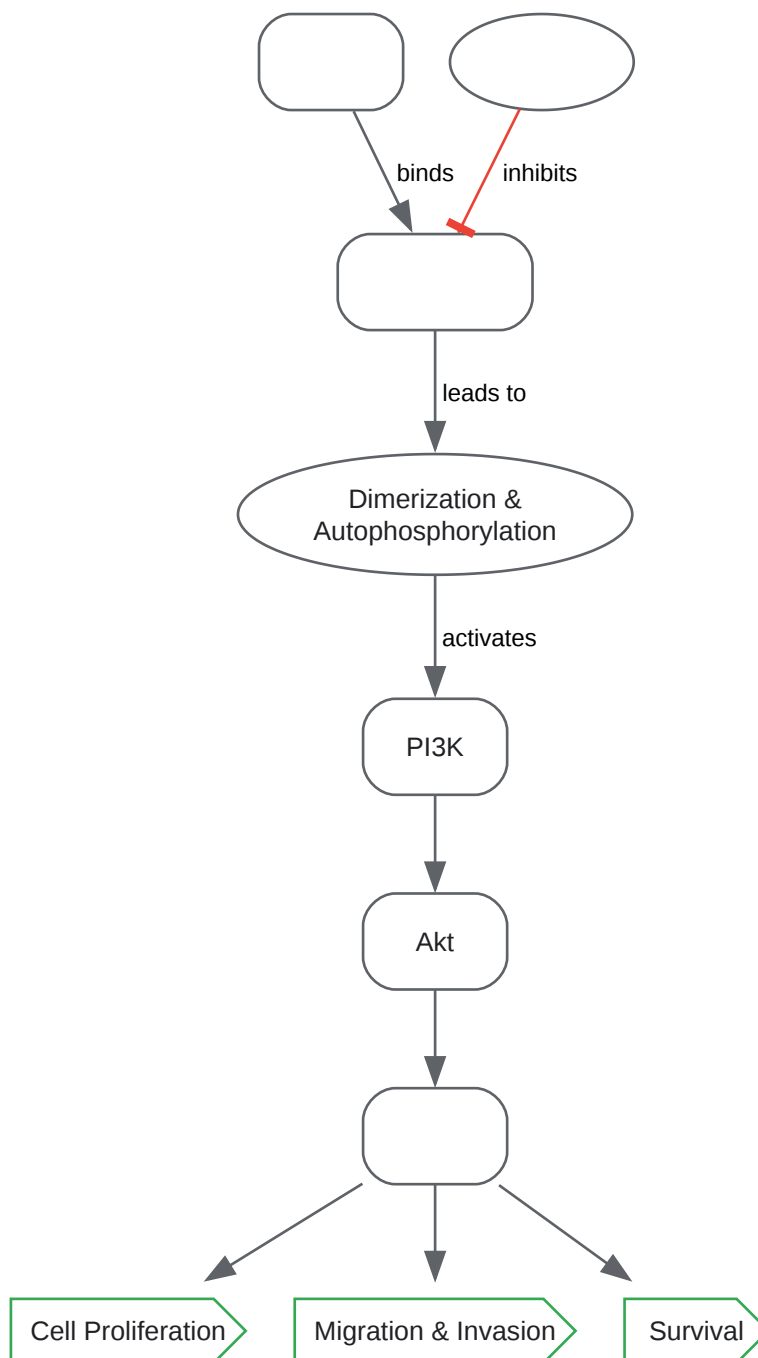 binds
inhibits
leads to
Dimerization &
Autophosphorylation
activates
PI3K
Akt
Cell Proliferation
Migration & Invasion
Survival